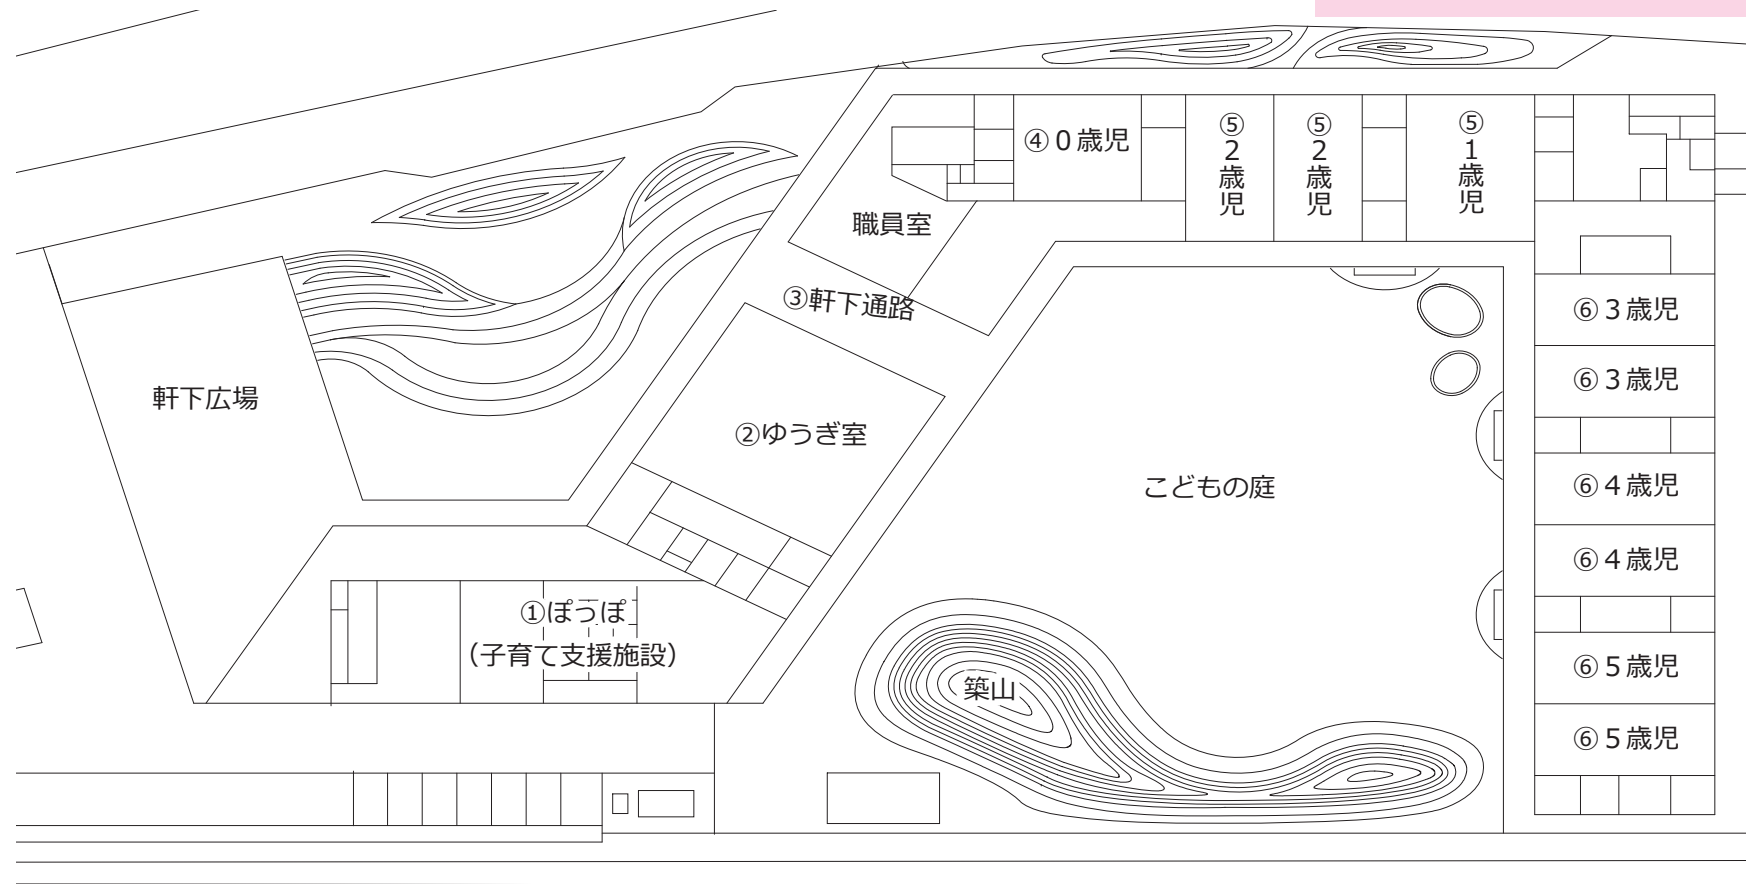 ④０歳児
⑤２歳児
⑤２歳児
⑤１歳児
職員室
③軒下通路
⑥３歳児
⑥３歳児
軒下広場
②ゆうぎ室
こどもの庭
⑥４歳児
⑥４歳児
①ぽっぽ
（子育て支援施設）
築山
⑥５歳児
⑥５歳児